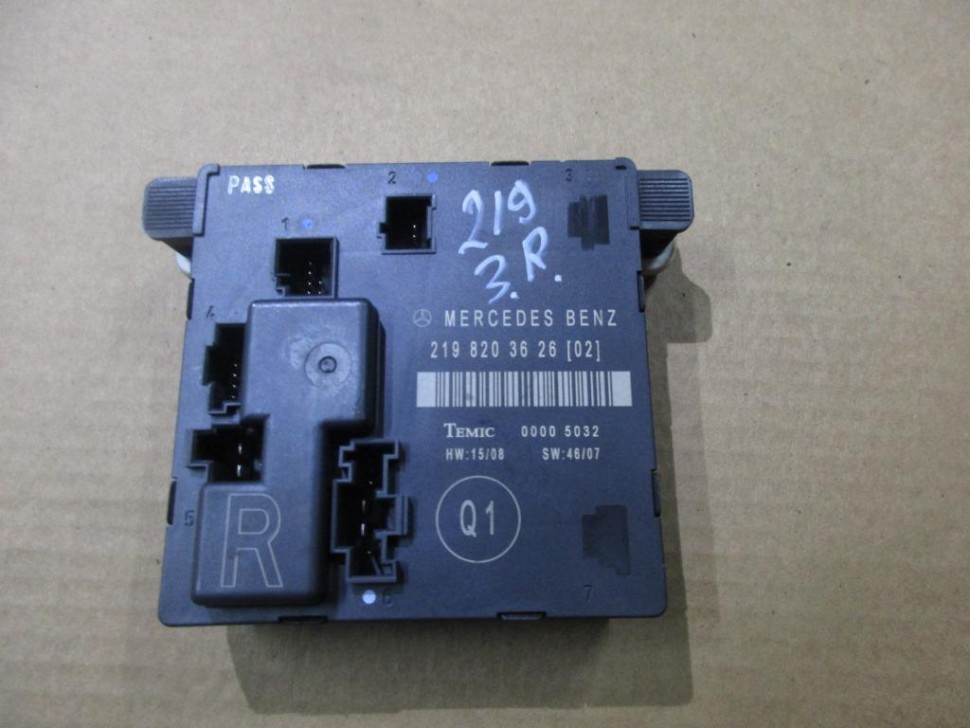 PASS
2
3
1
219
3.R.
4
MERCEDES BENZ
219 820 36 26 [02]
TEMIC 0000 5032
HW:15/08 SW:46/07
Q1
5
R
6
7